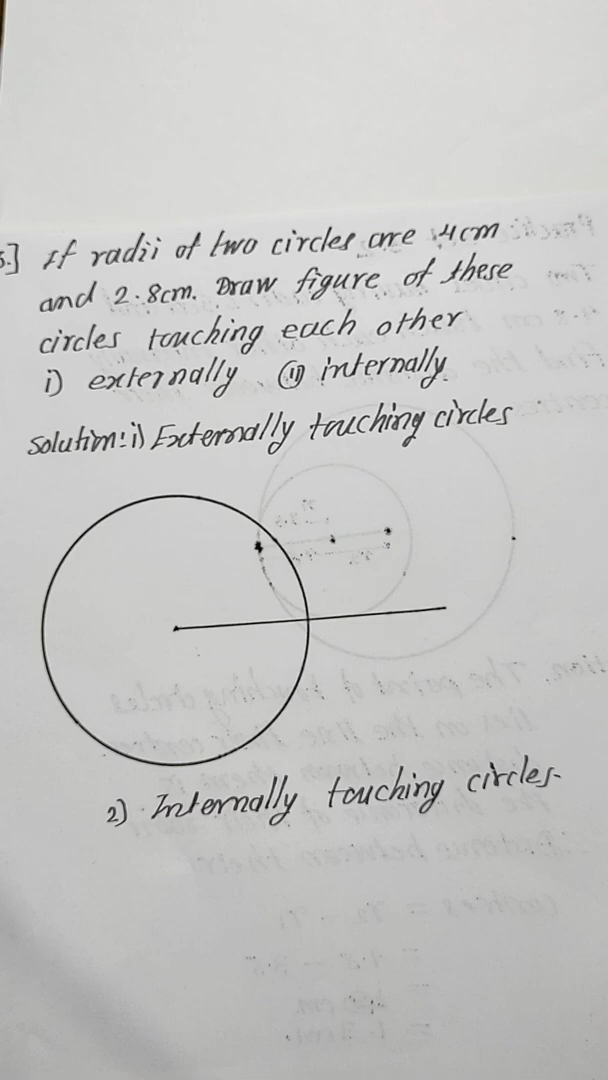 5.] If radii of two circles are 4cm
and 2.8cm. Draw figure of these
circles touching each other
i) externally (ii) internally.
Solution: i) Externally touching circles
2) Internally touching circles.